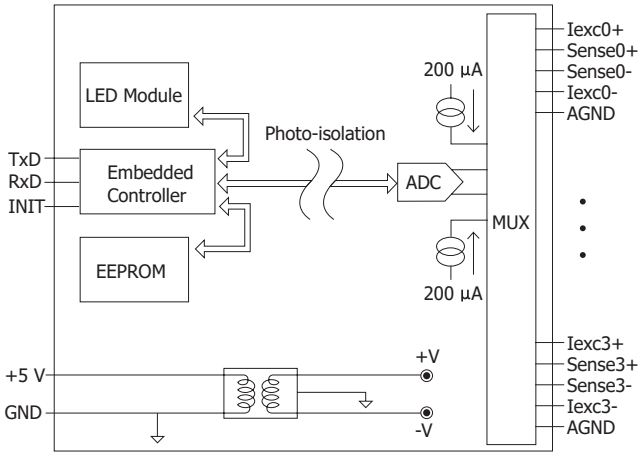 LED Module
TxD
RxD
INIT
Embedded
Controller
EEPROM
Photo-isolation
200 µA
ADC
200 µA
MUX
Iexc0+
Sense0+
Sense0-
Iexc0-
AGND
Iexc3+
Sense3+
Sense3-
Iexc3-
AGND
+5 V
GND
+V
-V